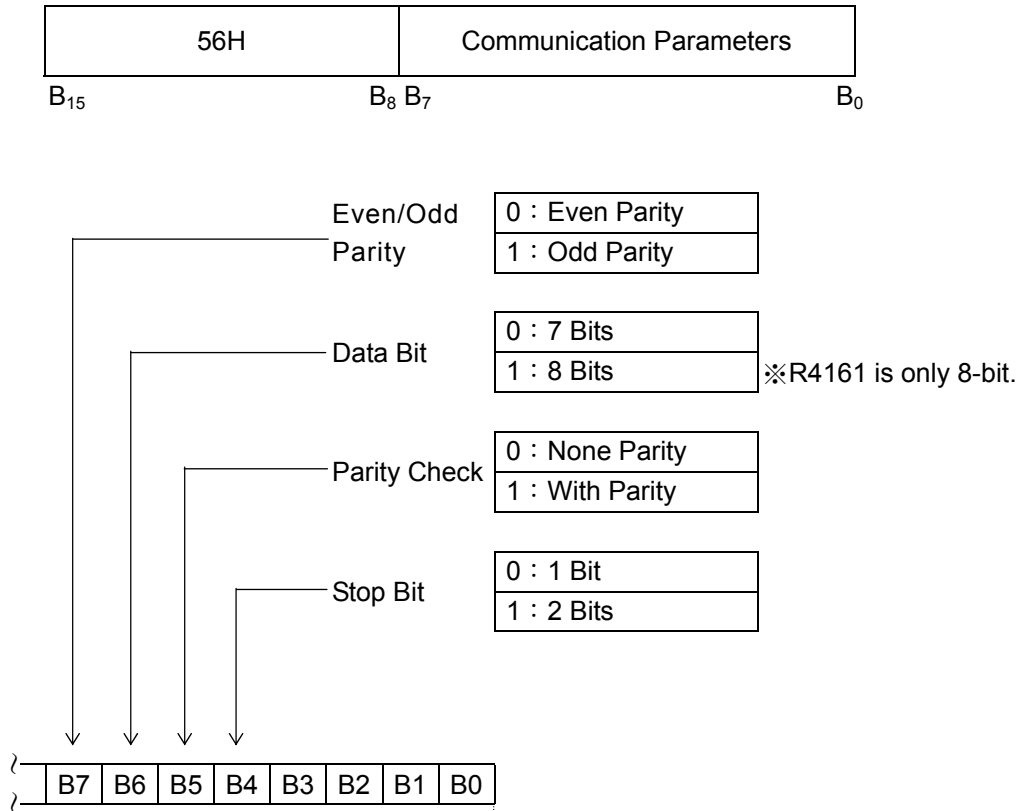 56H Communication Parameters
B₁₅ B₈ B₇ B₀
Even/Odd
Parity
0：Even Parity
1：Odd Parity
Data Bit
0：7 Bits
1：8 Bits
※R4161 is only 8-bit.
Parity Check
0：None Parity
1：With Parity
Stop Bit
0：1 Bit
1：2 Bits
B7 B6 B5 B4 B3 B2 B1 B0